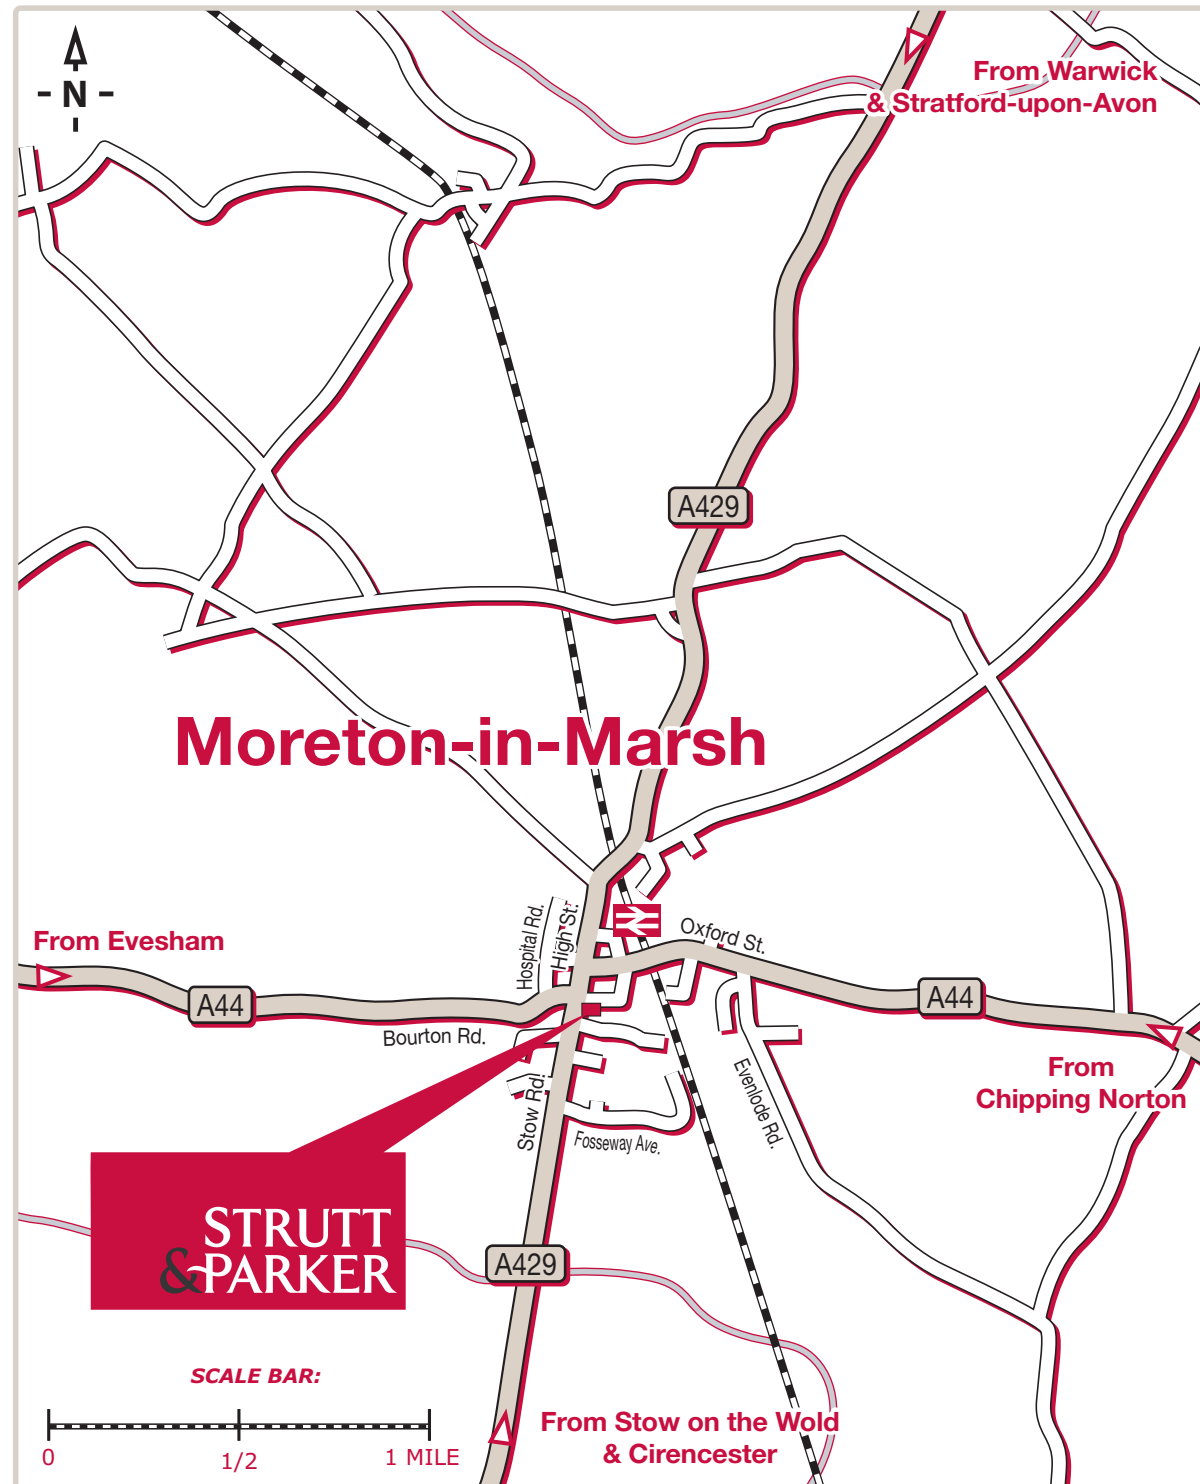 N
From Warwick
& Stratford-upon-Avon
A429
Moreton-in-Marsh
From Evesham
Hospital Rd.
High St.
Oxford St.
A44
A44
Bourton Rd.
From
Chipping Norton
Evenlode Rd.
Stow Rd.
Fosseway Ave.
STRUTT
&PARKER
A429
SCALE BAR:
0
1/2
1 MILE
From Stow on the Wold
& Cirencester